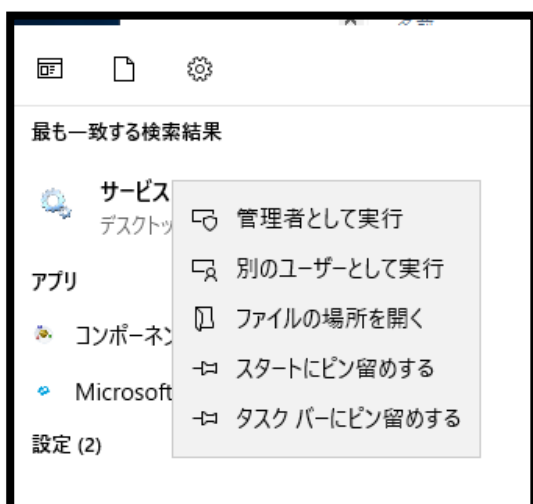 最も一致する検索結果
サービス
デスクトッ
管理者として実行
別のユーザーとして実行
アプリ
ファイルの場所を開く
コンポーネン
スタートにピン留めする
Microsoft
タスク バーにピン留めする
設定 (2)